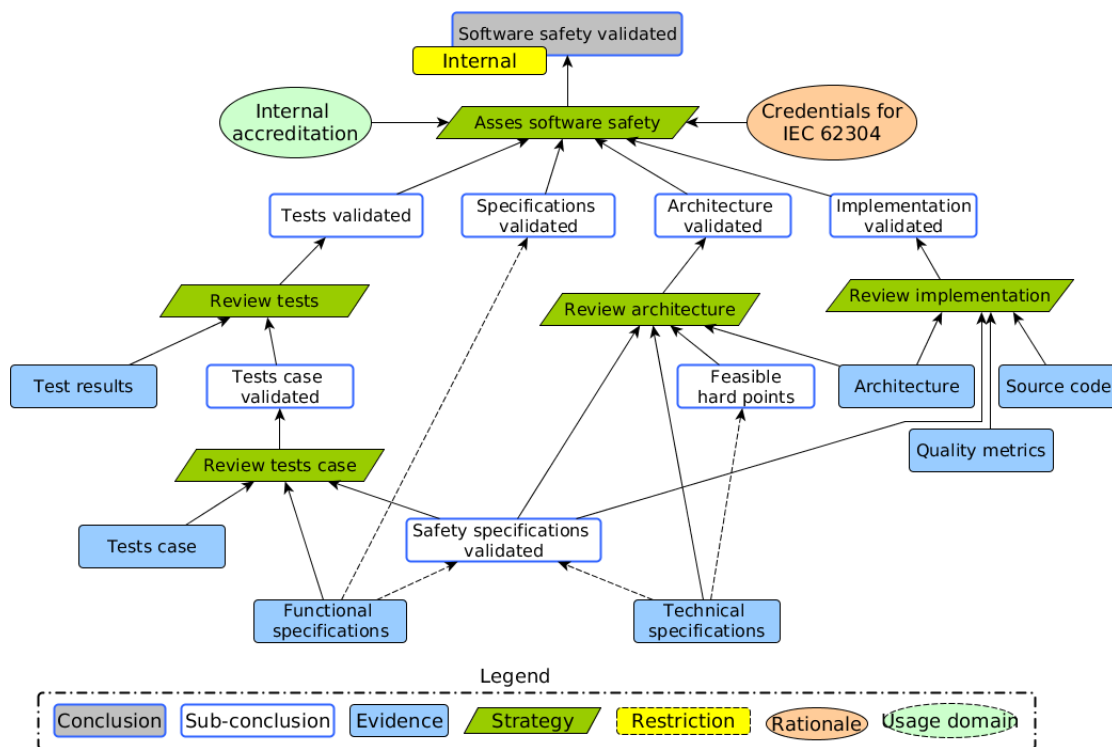 Software safety validated
Internal
Internal
accreditation
Asses software safety
Credentials for
IEC 62304
Tests validated
Specifications
validated
Architecture
validated
Implementation
validated
Review tests
Review architecture
Review implementation
Test results
Tests case
validated
Feasible
hard points
Architecture
Source code
Quality metrics
Review tests case
Tests case
Safety specifications
validated
Functional
specifications
Technical
specifications
Legend
Conclusion
Sub-conclusion
Evidence
Strategy
Restriction
Rationale
Usage domain